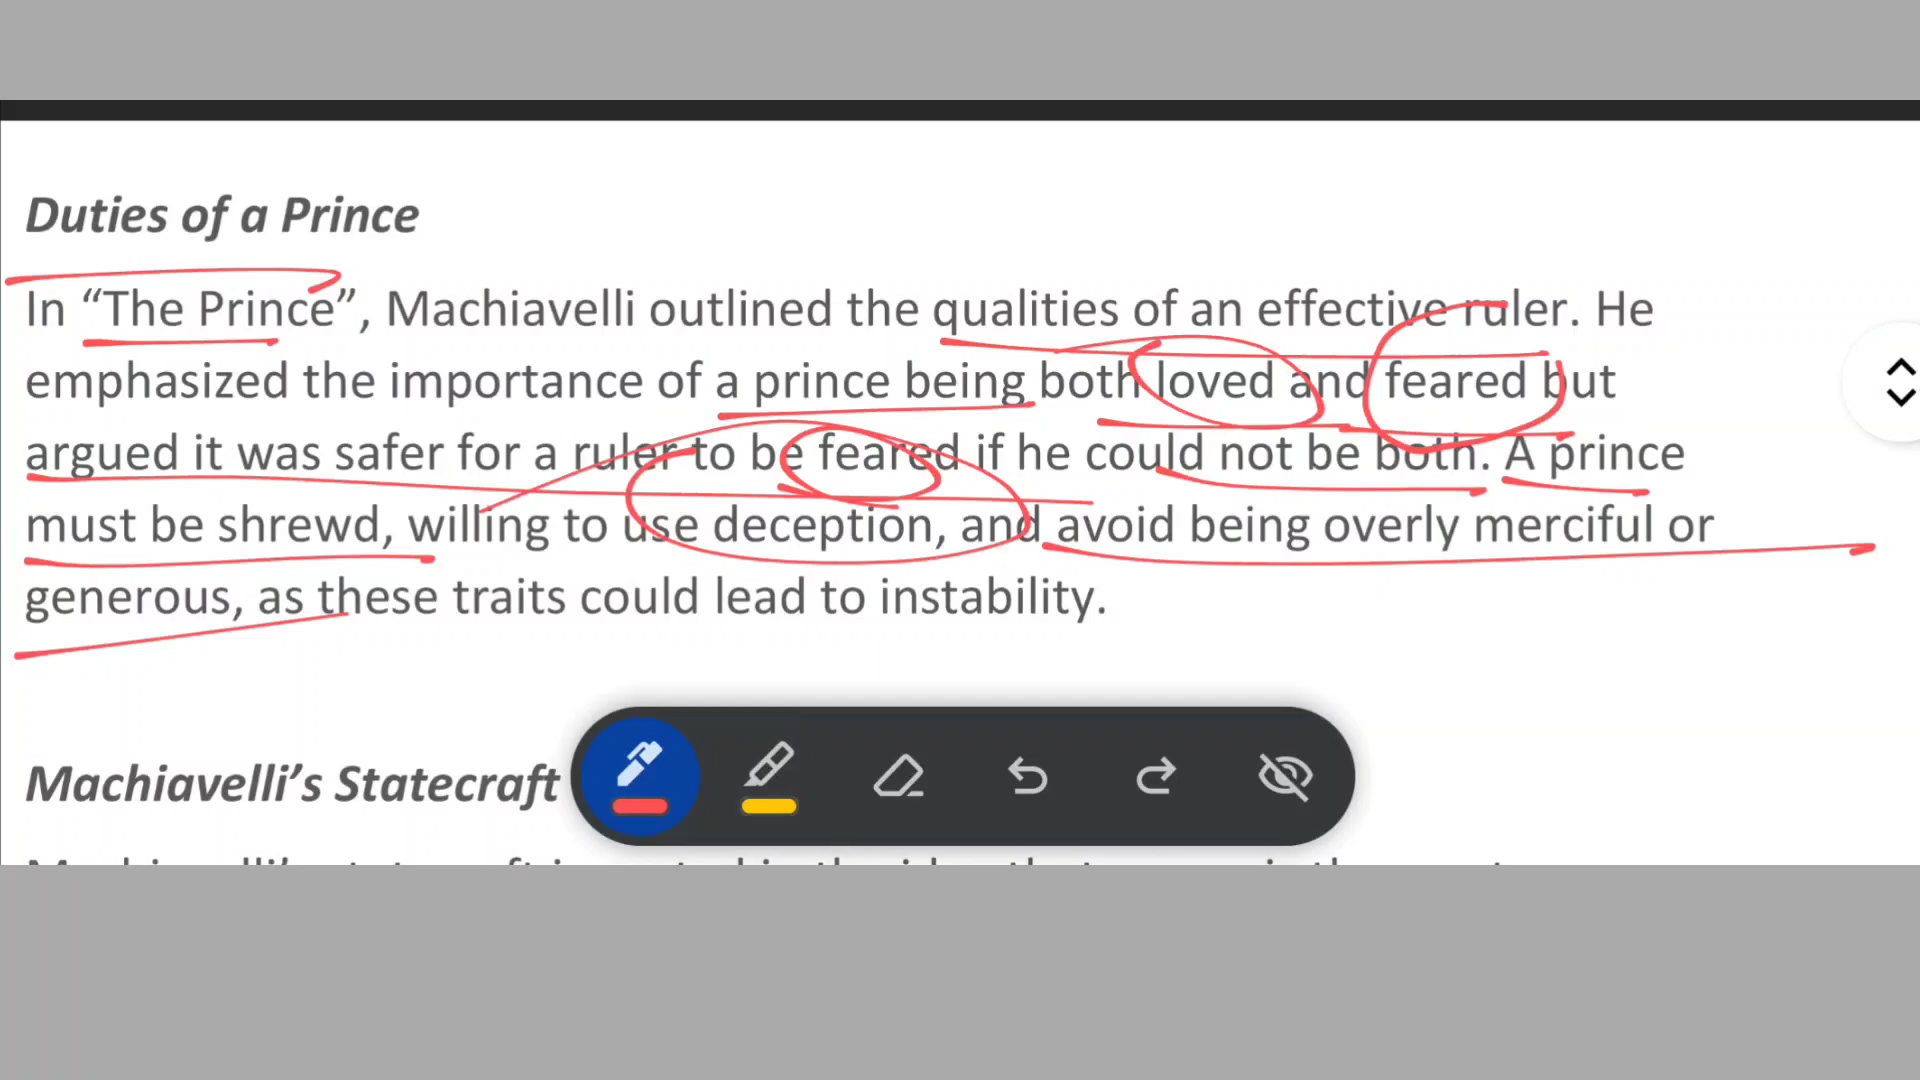 Duties of a Prince
In “The Prince”, Machiavelli outlined the qualities of an effective ruler. He
emphasized the importance of a prince being both loved and feared but
argued it was safer for a ruler to be feared if he could not be both. A prince
must be shrewd, willing to use deception, and avoid being overly merciful or
generous, as these traits could lead to instability.
Machiavelli’s Statecraft